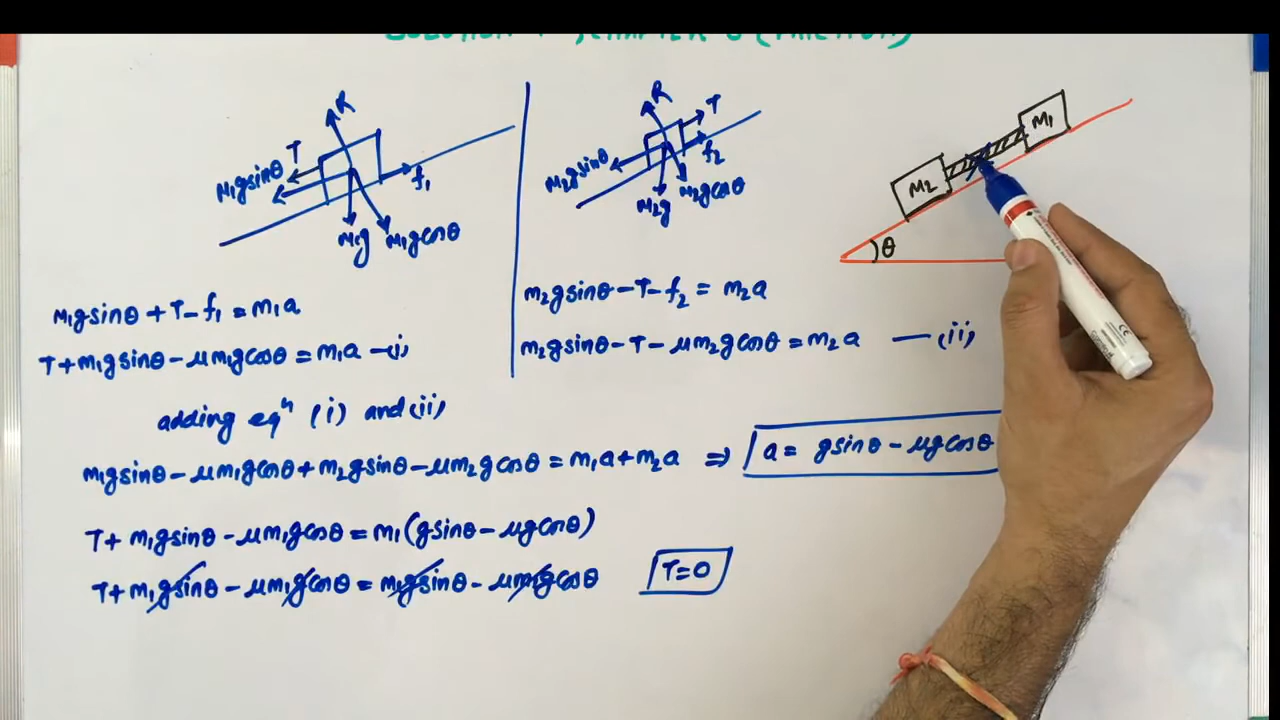 R
T
m₁gsinθ
f₁
m₁g
m₁gcosθ
R
T
m₂gsinθ
f₂
m₂g
m₂gcosθ
M₁
M₂
θ
m₁gsinθ + T - f₁ = m₁a
T + m₁gsinθ - μm₁gcosθ = m₁a —(i)
m₂gsinθ - T - f₂ = m₂a
m₂gsinθ - T - μm₂gcosθ = m₂a —(ii)
adding eqⁿ (i) and (ii)
m₁gsinθ - μm₁gcosθ + m₂gsinθ - μm₂gcosθ = m₁a + m₂a ⇒ a = gsinθ - μgcosθ
T + m₁gsinθ - μm₁gcosθ = m₁(gsinθ - μgcosθ)
T + m₁gsinθ - μm₁gcosθ = m₁gsinθ - μm₁gcosθ T=0